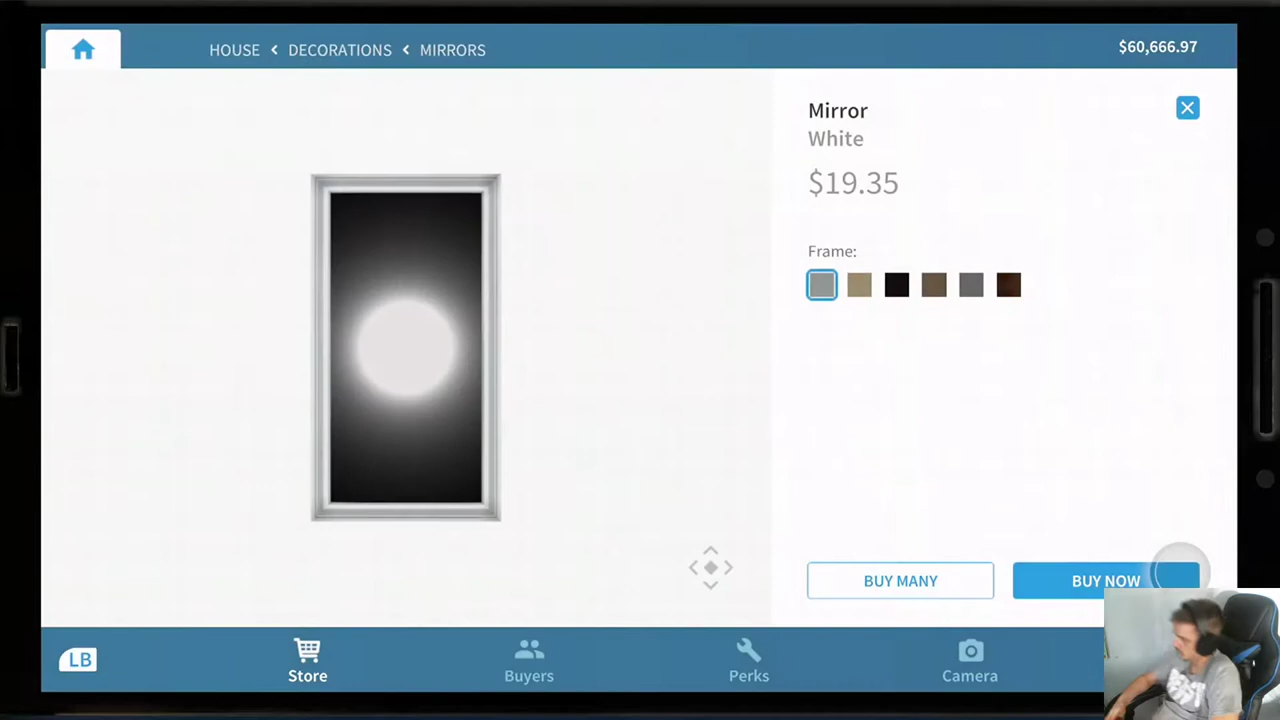 HOUSE < DECORATIONS < MIRRORS
$60,666.97
Mirror
White
$19.35
Frame:
BUY MANY
BUY NOW
LB
Store
Buyers
Perks
Camera